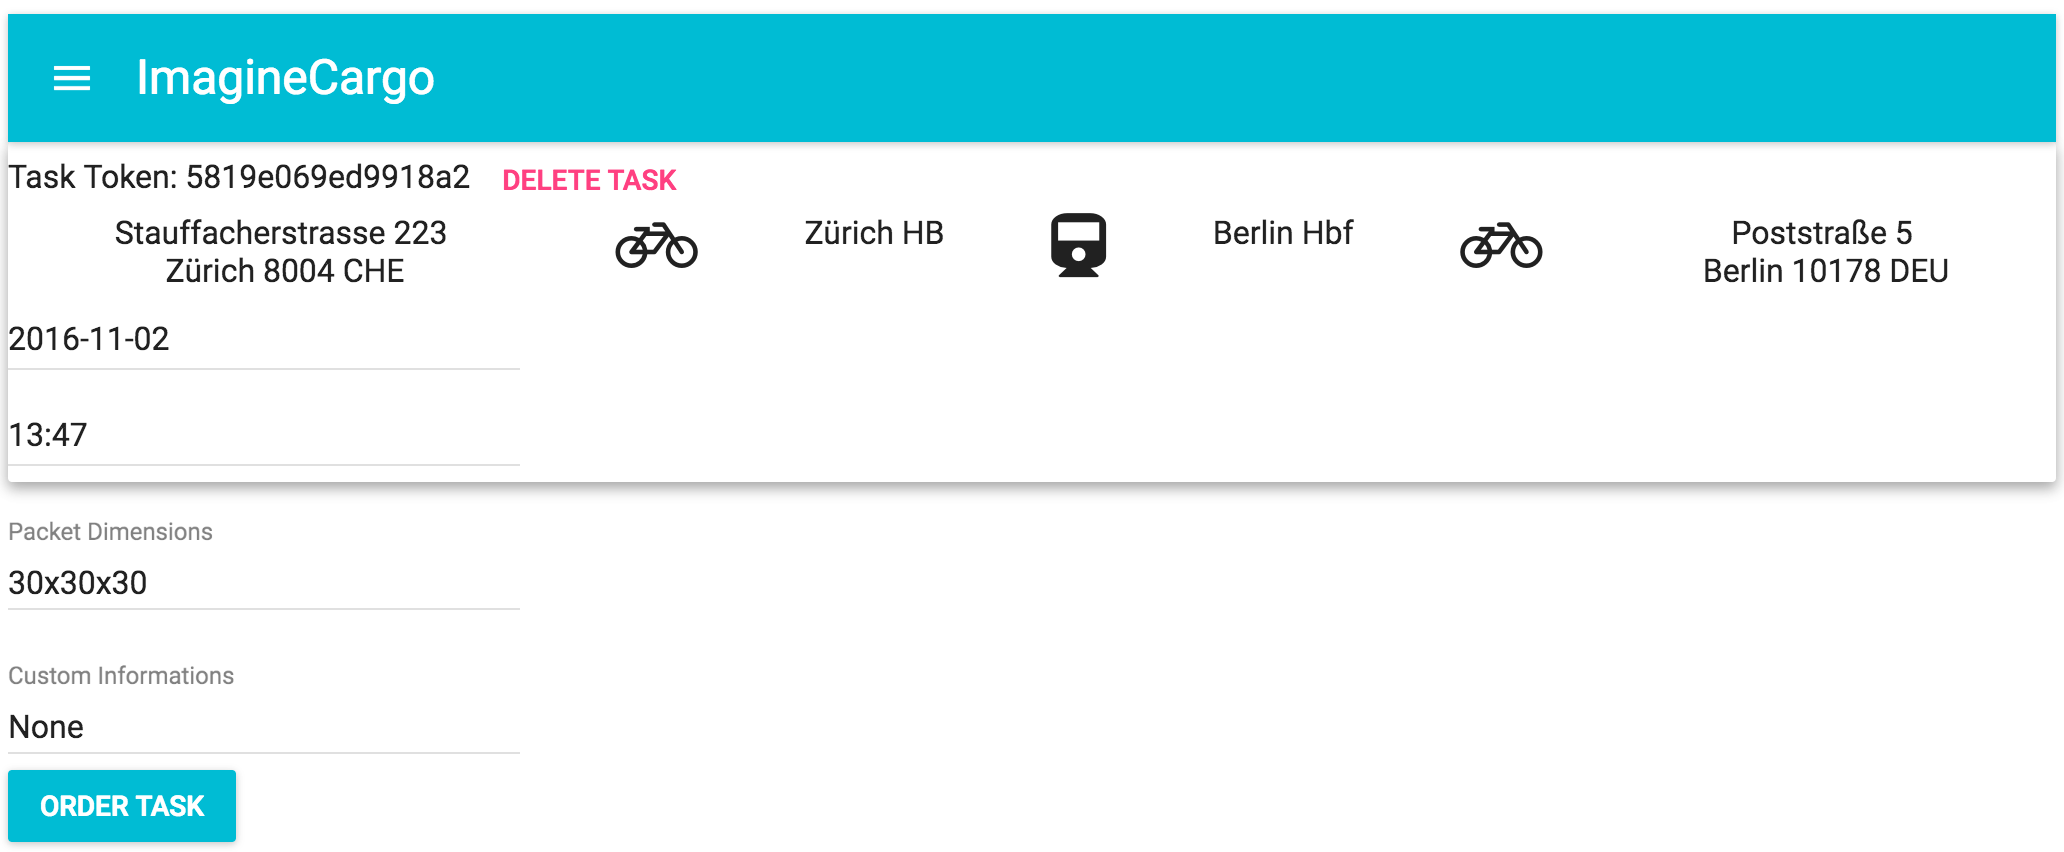 ImagineCargo
Task Token: 5819e069ed9918a2 DELETE TASK
Stauffacherstrasse 223 Zürich HB Berlin Hbf Poststraße 5
Zürich 8004 CHE Berlin 10178 DEU
2016-11-02
13:47
Packet Dimensions
30x30x30
Custom Informations
None
ORDER TASK